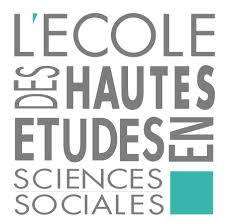 L'ECOLE
DES HAUTES
ETUDES EN
SCIENCES
SOCIALES